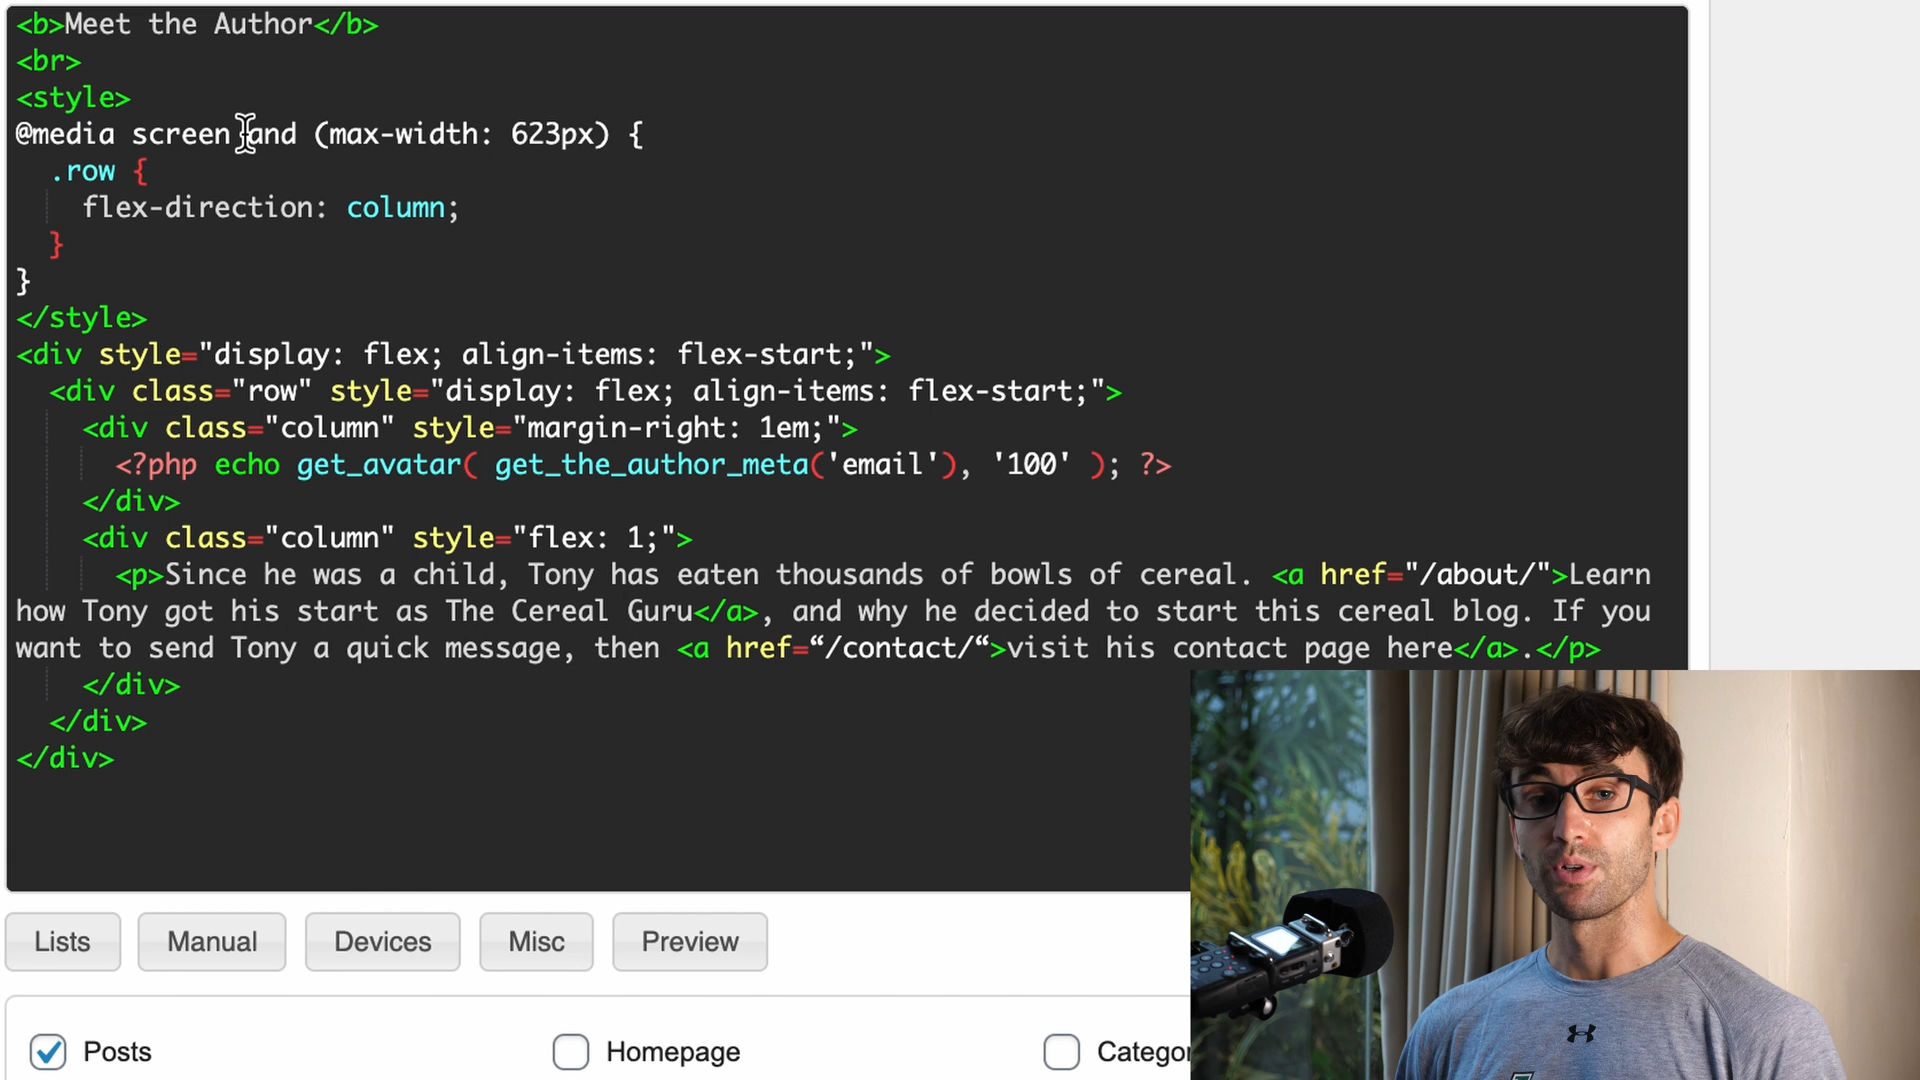 <b>Meet the Author</b>
<br>
<style>
@media screen and (max-width: 623px) {
  .row {
    flex-direction: column;
  }
}
</style>
<div style="display: flex; align-items: flex-start;">
  <div class="row" style="display: flex; align-items: flex-start;">
    <div class="column" style="margin-right: 1em;">
      <?php echo get_avatar( get_the_author_meta('email'), '100' ); ?>
    </div>
    <div class="column" style="flex: 1;">
      <p>Since he was a child, Tony has eaten thousands of bowls of cereal. <a href="/about/">Learn
how Tony got his start as The Cereal Guru</a>, and why he decided to start this cereal blog. If you
want to send Tony a quick message, then <a href=“/contact/“>visit his contact page here</a>.</p>
    </div>
  </div>
</div>
Lists Manual Devices Misc Preview
Posts Homepage Categor